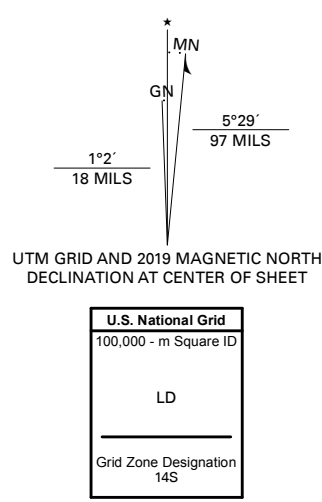 ★
MN
GN
5°29´
97 MILS
1°2´
18 MILS
UTM GRID AND 2019 MAGNETIC NORTH
DECLINATION AT CENTER OF SHEET
U.S. National Grid
100,000 - m Square ID
LD
Grid Zone Designation
14S